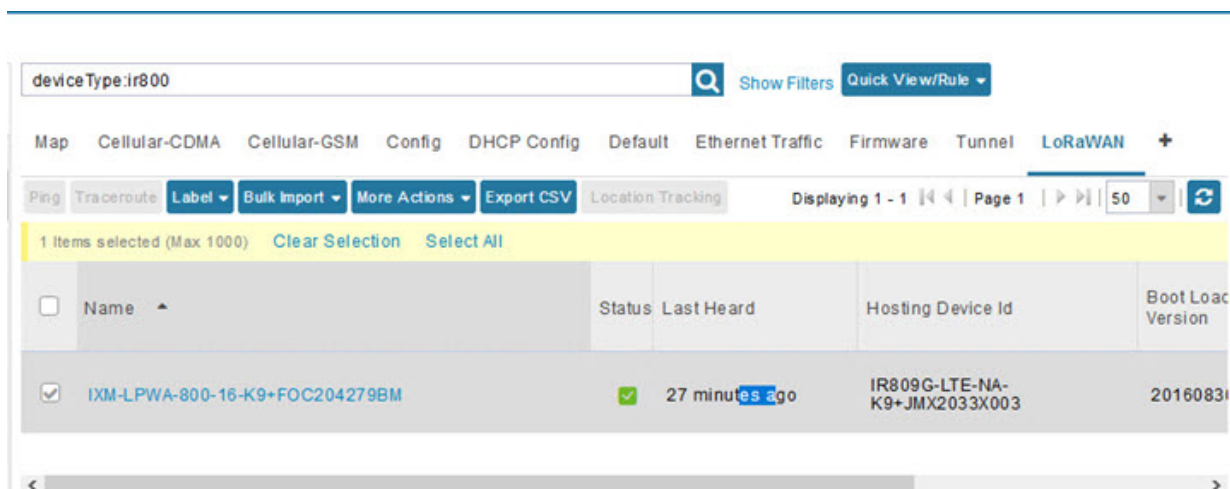 deviceType:ir800 Show Filters Quick View/Rule
Map Cellular-CDMA Cellular-GSM Config DHCP Config Default Ethernet Traffic Firmware Tunnel LoRaWAN +
Ping Traceroute Label Bulk Import More Actions Export CSV Location Tracking Displaying 1 - 1 | Page 1 | 50
1 Items selected (Max 1000) Clear Selection Select All
Name Status Last Heard Hosting Device Id Boot Load
Version
IXM-LPWA-800-16-K9+FOC204279BM 27 minutes ago IR809G-LTE-NA-
K9+JMX2033X003 2016083